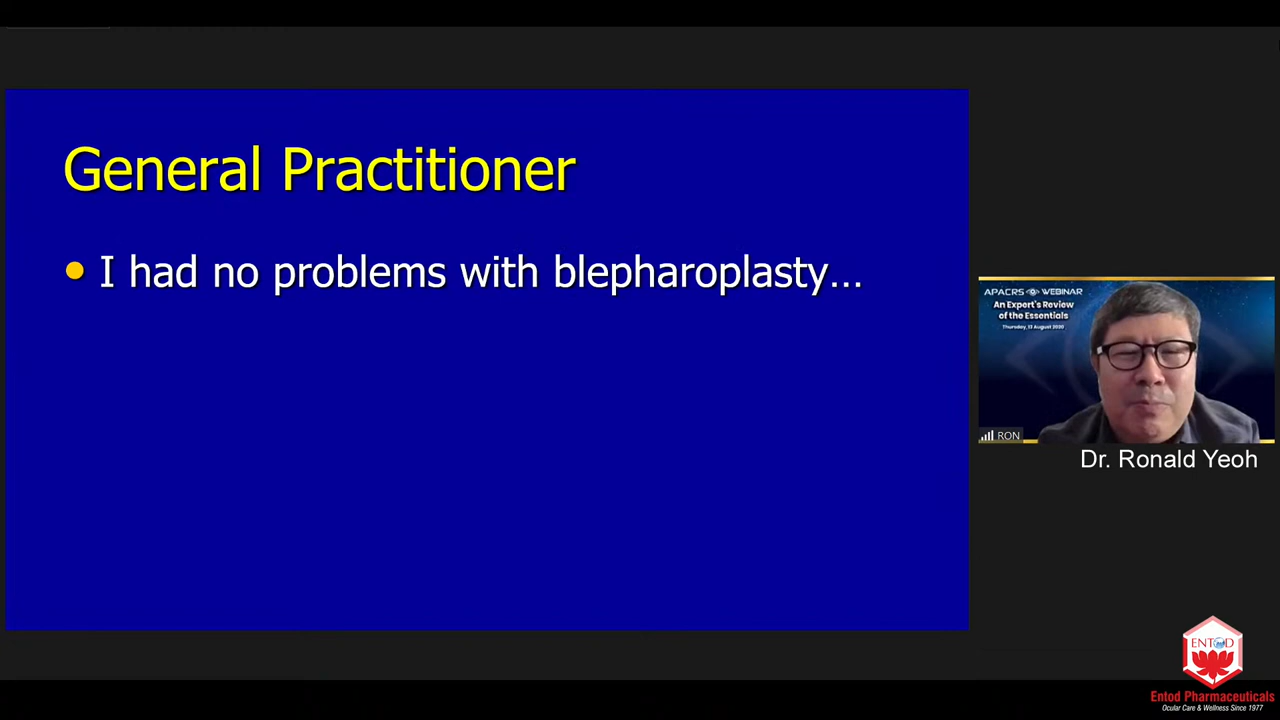 General Practitioner
I had no problems with blepharoplasty...
APACRS WEBINAR
An Expert's Review
of the Essentials
Thursday, 13 August 2020
RON
Dr. Ronald Yeoh
ENTOD
Entod Pharmaceuticals
Ocular Care & Wellness Since 1977